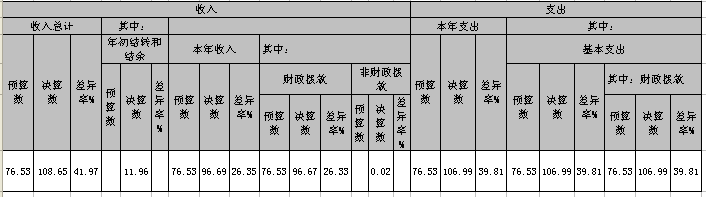 收入 支出
收入总计 其中： 本年支出 其中：
年初结转和结余 本年收入 其中： 基本支出
预算数 决算数 差异率% 预算数 决算数 差异率% 预算数 决算数 差异率% 财政拨款 非财政拨款 预算数 决算数 差异率% 预算数 决算数 差异率% 其中：财政拨款
预算数 决算数 差异率% 预算数 决算数 差异率% 预算数 决算数 差异率%
76.53 108.65 41.97 11.96 76.53 96.69 26.35 76.53 96.67 26.33 0.02 76.53 106.99 39.81 76.53 106.99 39.81 76.53 106.99 39.81